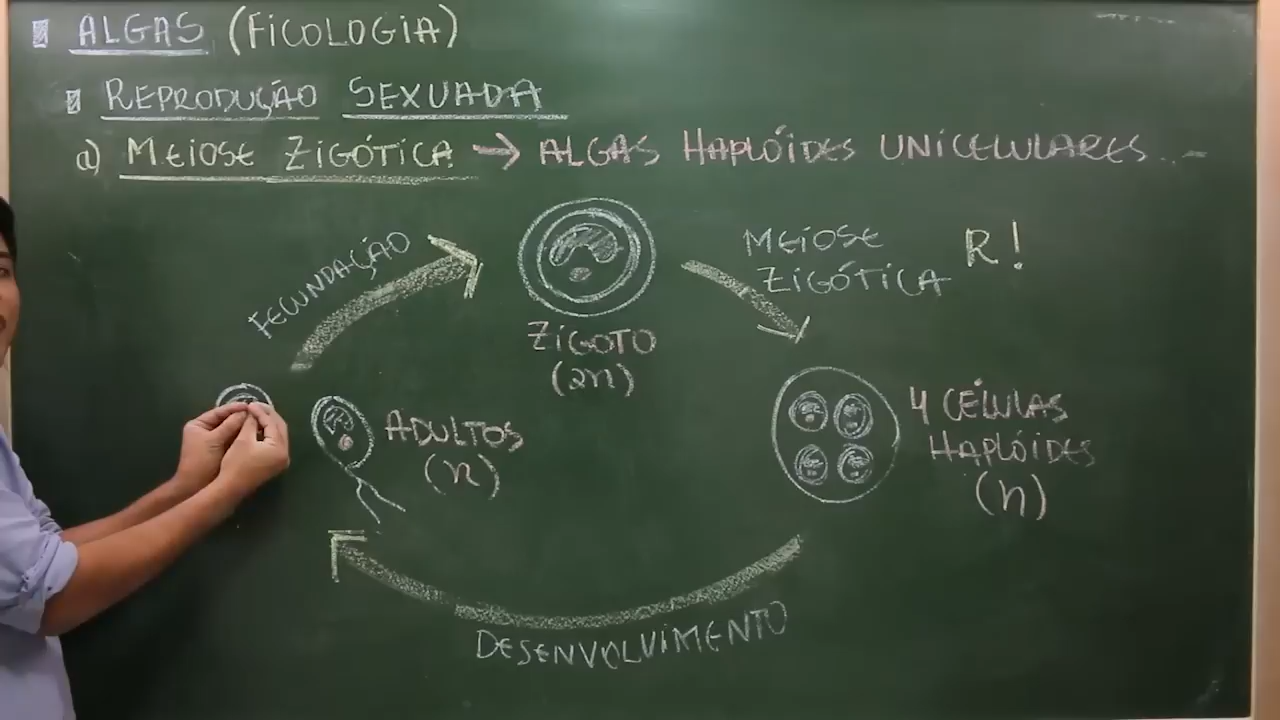 ALGAS (FICOLOGIA)
REPRODUÇÃO SEXUADA
a) MEIOSE ZIGÓTICA → ALGAS HAPLÓIDES UNICELULARES...
FECUNDAÇÃO
MEIOSE
ZIGÓTICA R!
ZIGOTO
(2n)
ADULTOS
(n)
4 CÉLULAS
HAPLÓIDES
(n)
DESENVOLVIMENTO